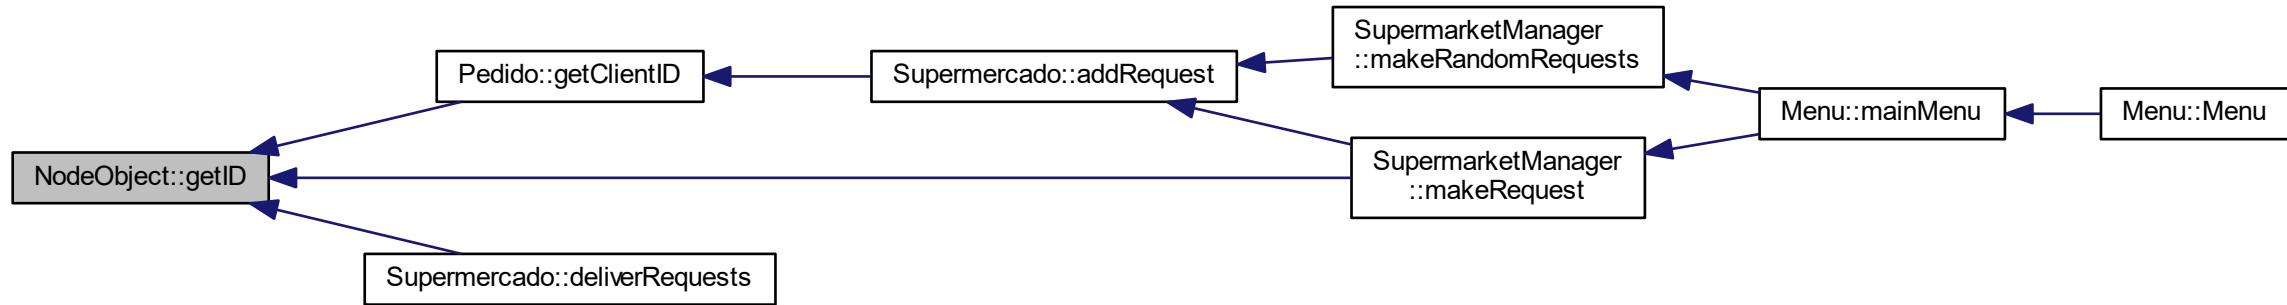 NodeObject::getID
Pedido::getClientID
Supermercado::deliverRequests
Supermercado::addRequest
SupermarketManager
::makeRandomRequests
SupermarketManager
::makeRequest
Menu::mainMenu
Menu::Menu